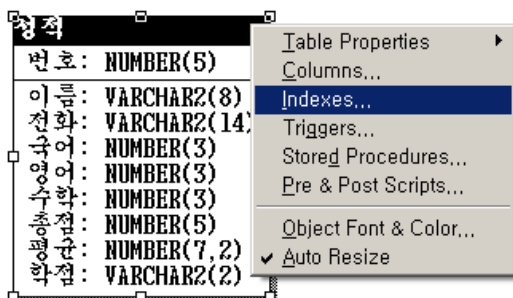 성적
번호: NUMBER(5)
이름: VARCHAR2(8)
전화: VARCHAR2(14)
국어: NUMBER(3)
영어: NUMBER(3)
수학: NUMBER(3)
총점: NUMBER(5)
평균: NUMBER(7,2)
학점: VARCHAR2(2)
Table Properties
Columns...
Indexes...
Triggers...
Stored Procedures...
Pre & Post Scripts...
Object Font & Color...
Auto Resize